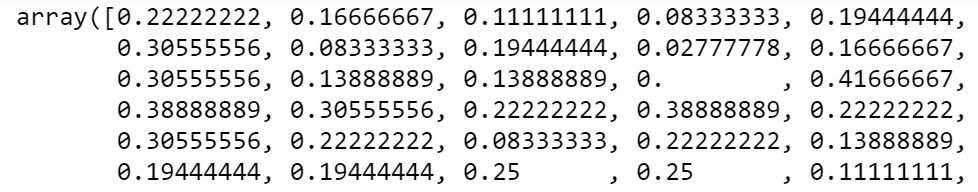 array([0.22222222, 0.16666667, 0.11111111, 0.08333333, 0.19444444,
       0.30555556, 0.08333333, 0.19444444, 0.02777778, 0.16666667,
       0.30555556, 0.13888889, 0.13888889, 0.        , 0.41666667,
       0.38888889, 0.30555556, 0.22222222, 0.38888889, 0.22222222,
       0.30555556, 0.22222222, 0.08333333, 0.22222222, 0.13888889,
       0.19444444, 0.19444444, 0.25      , 0.25      , 0.11111111,